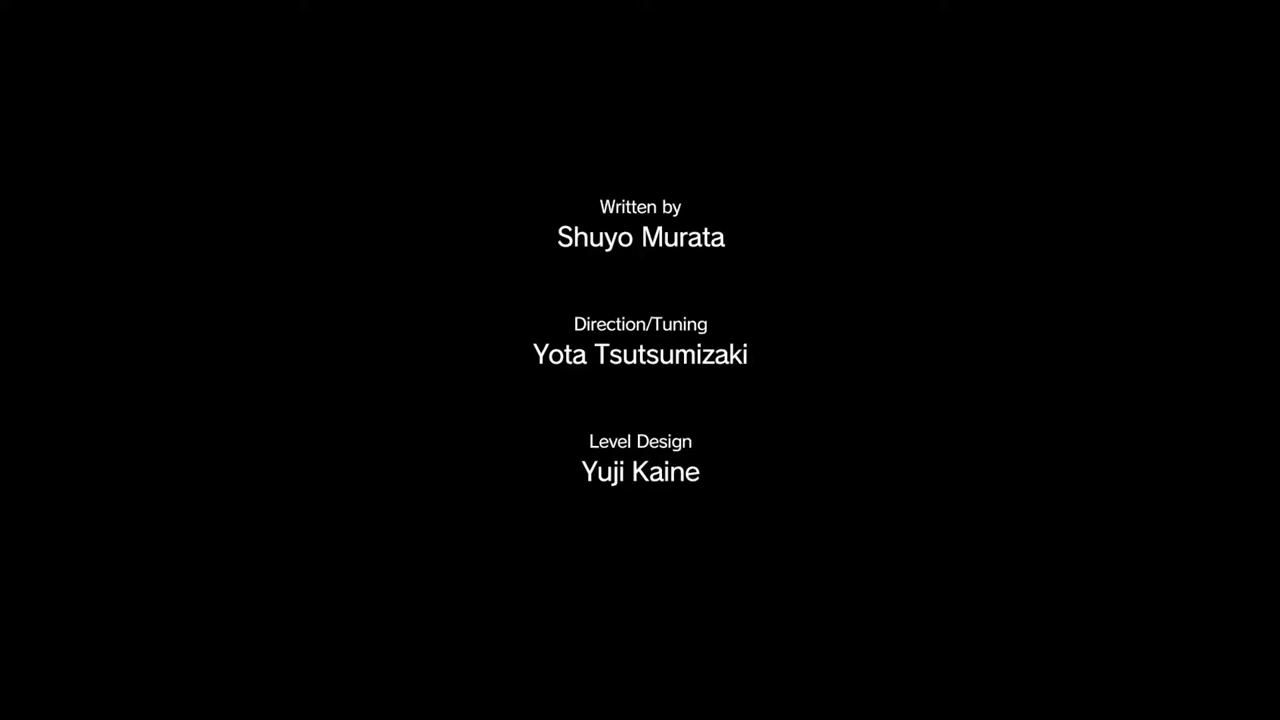 Written by
Shuyo Murata
Direction/Tuning
Yota Tsutsumizaki
Level Design
Yuji Kaine